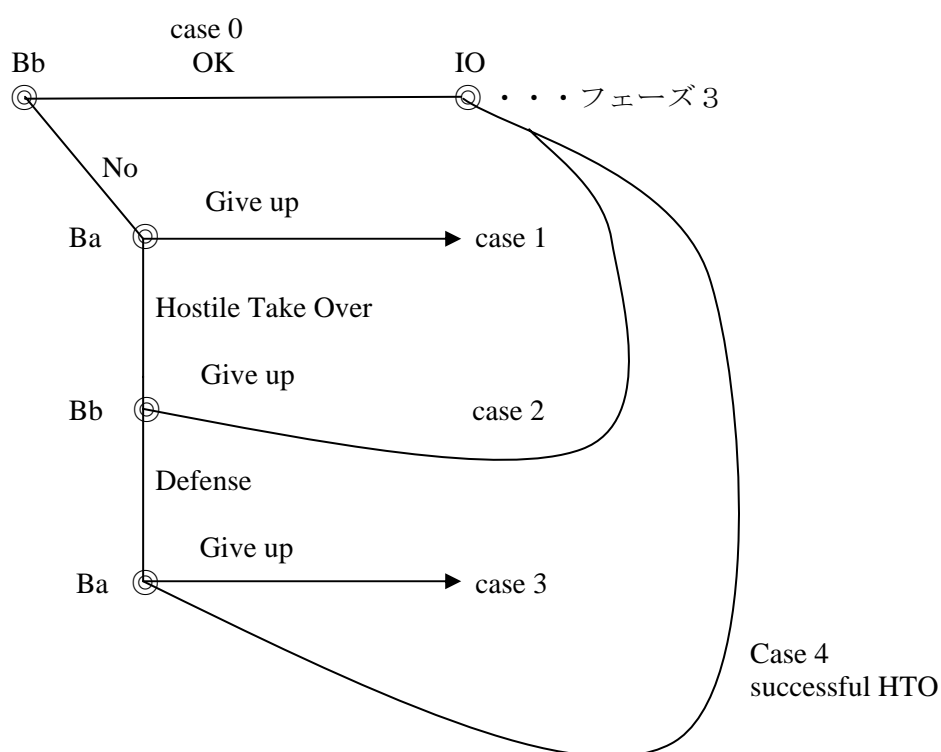 case 0
Bb OK IO
・・・フェーズ３
No
Give up
Ba case 1
Hostile Take Over
Give up
Bb case 2
Defense
Give up
Ba case 3
Case 4
successful HTO